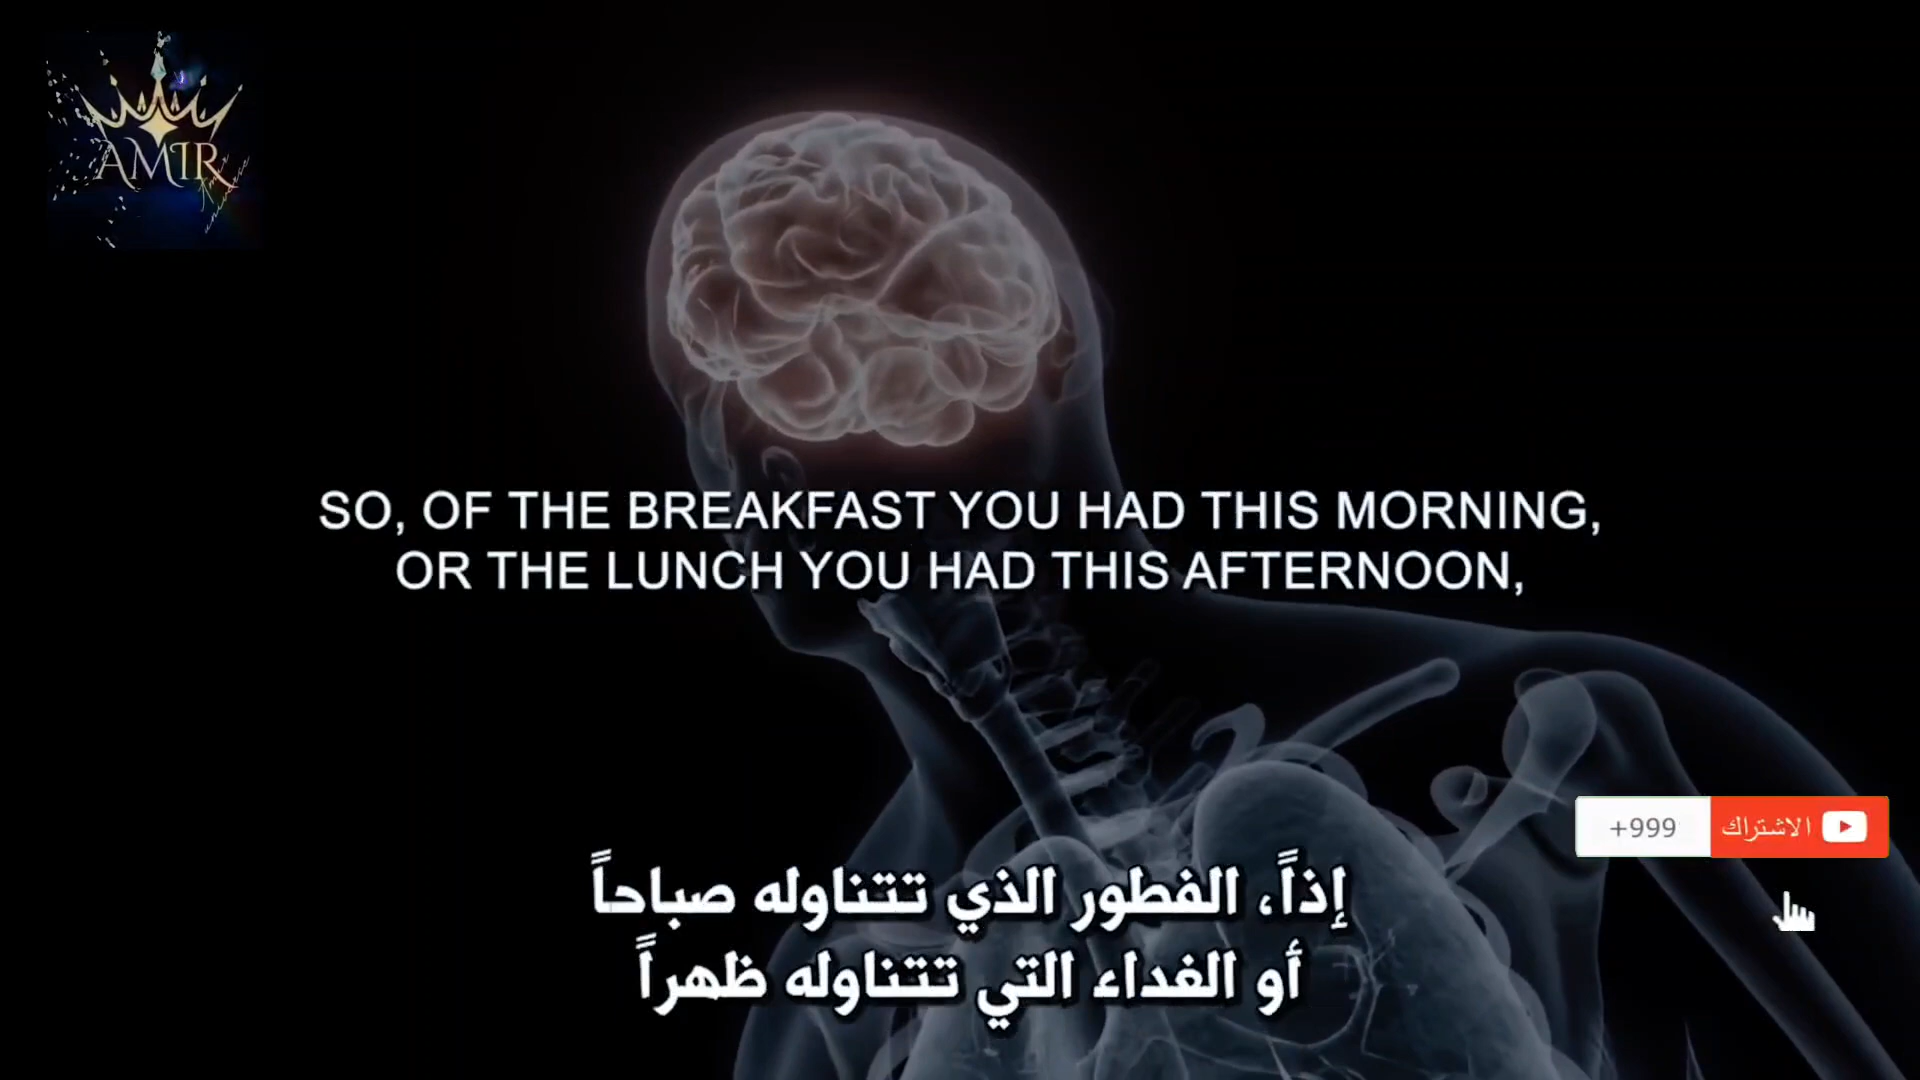 AMIR
SO, OF THE BREAKFAST YOU HAD THIS MORNING,
OR THE LUNCH YOU HAD THIS AFTERNOON,
+999
الاشتراك
إذاً، الفطور الذي تتناوله صباحاً
أو الغداء التي تتناوله ظهراً